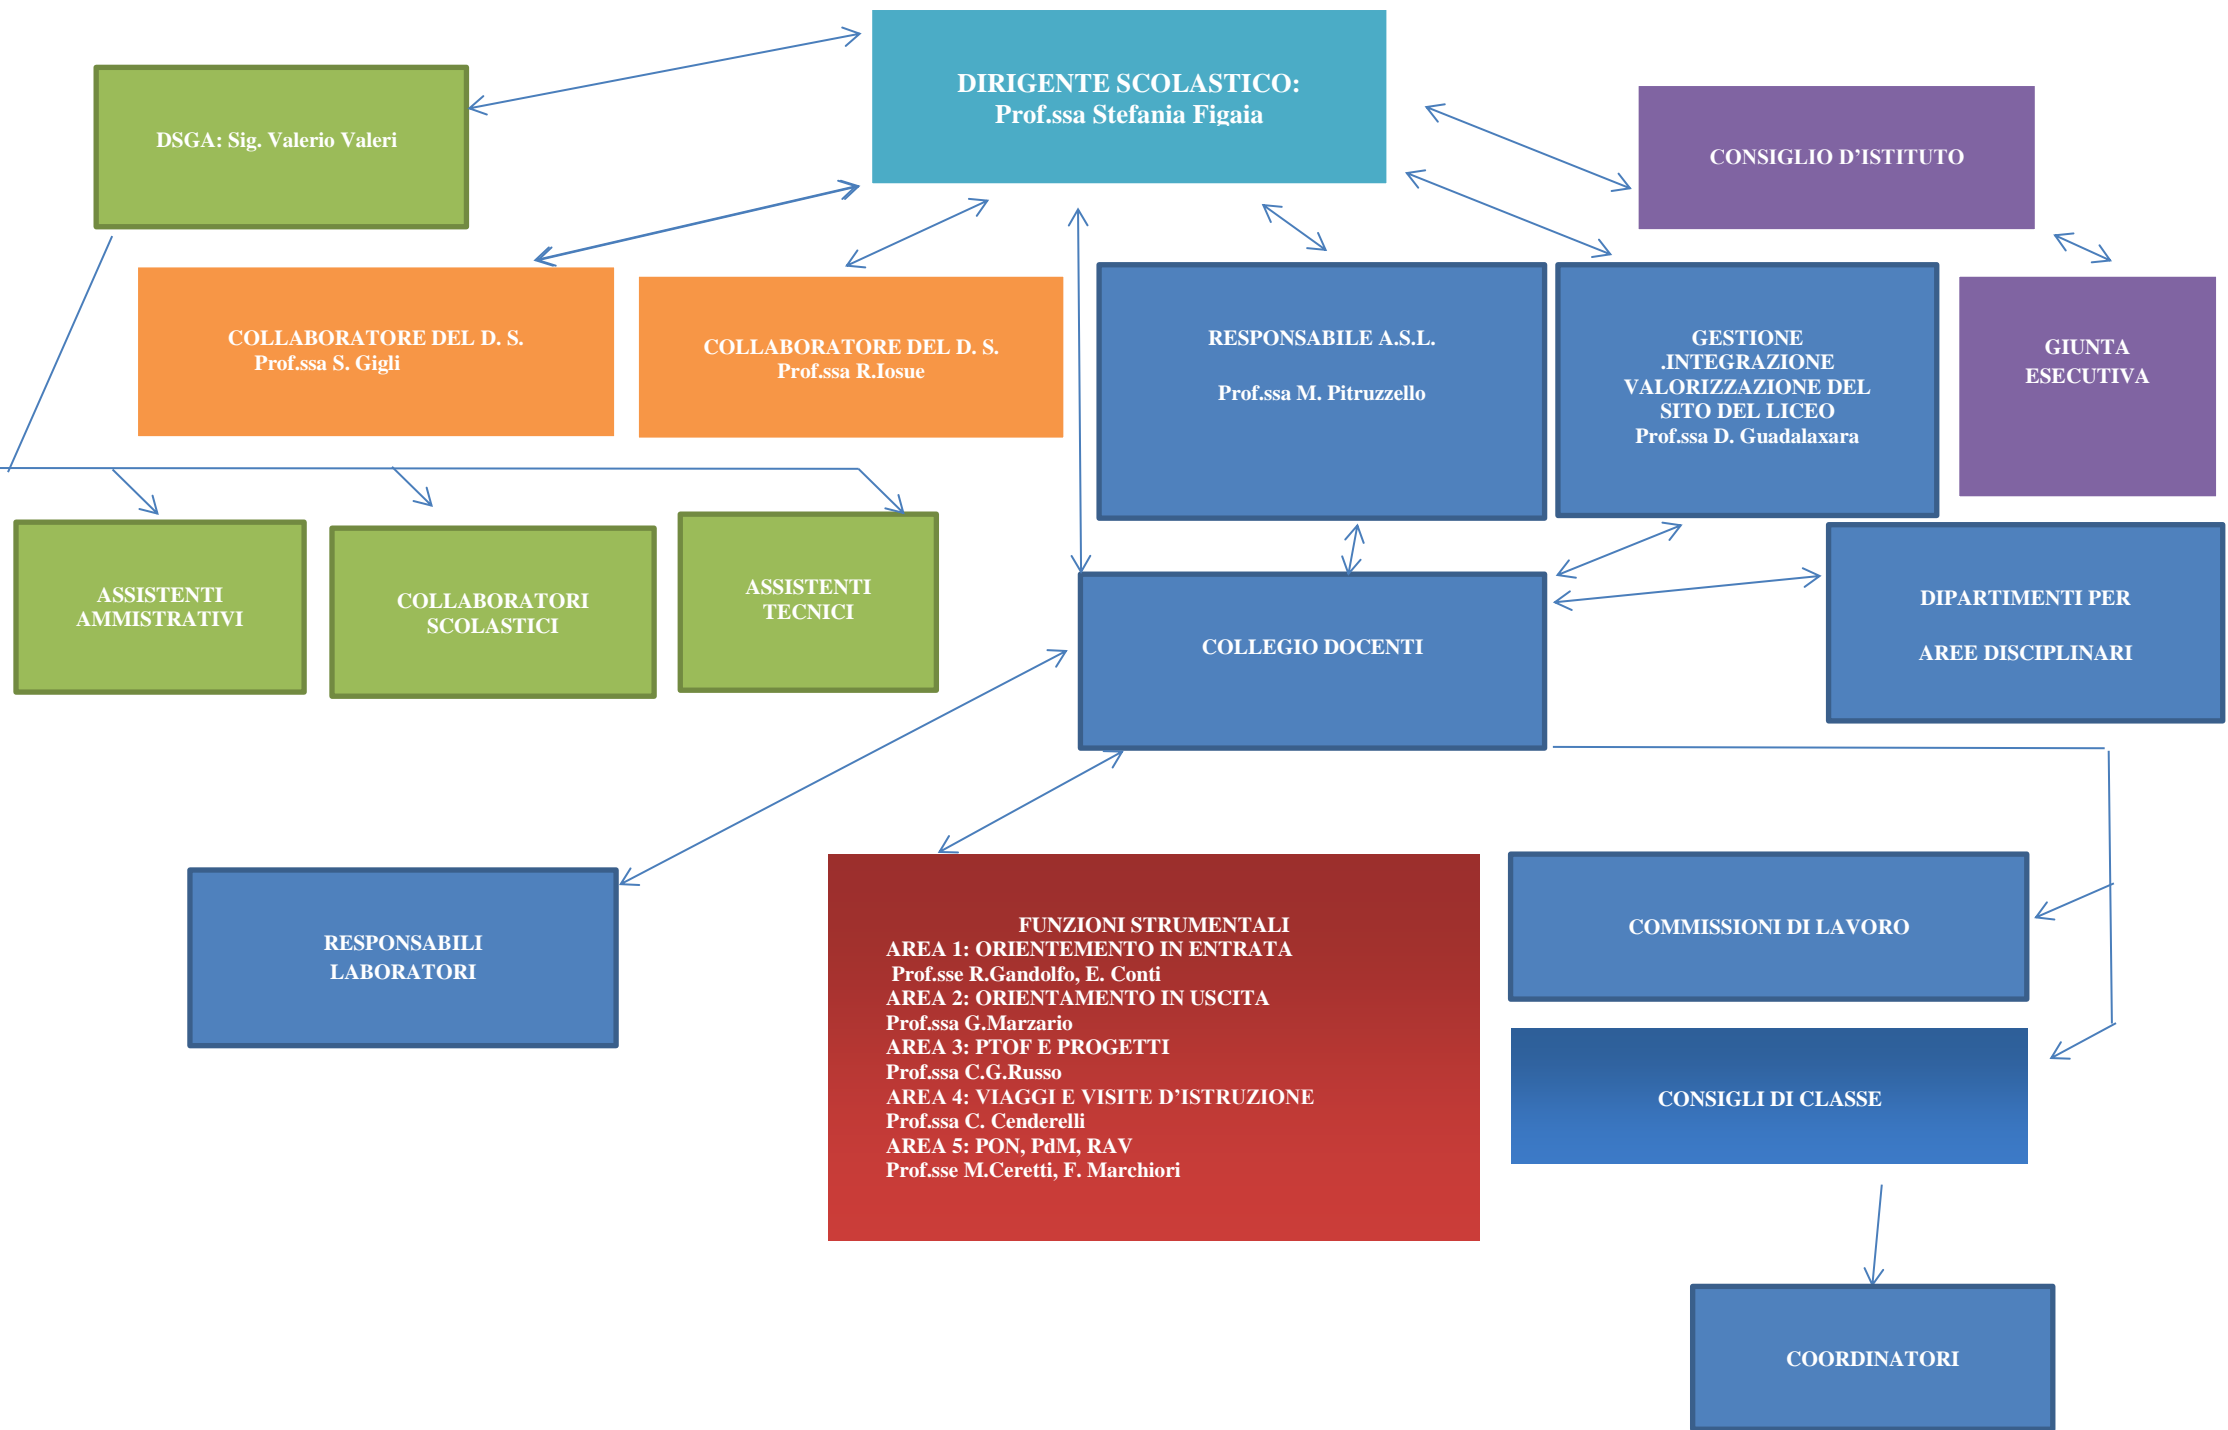 DIRIGENTE SCOLASTICO:
Prof.ssa Stefania Figaia
DSGA: Sig. Valerio Valeri
CONSIGLIO D’ISTITUTO
COLLABORATORE DEL D. S.
Prof.ssa S. Gigli
COLLABORATORE DEL D. S.
Prof.ssa R.Iosue
RESPONSABILE A.S.L.
Prof.ssa M. Pitruzzello
GESTIONE
.INTEGRAZIONE
VALORIZZAZIONE DEL
SITO DEL LICEO
Prof.ssa D. Guadalaxara
GIUNTA
ESECUTIVA
ASSISTENTI
AMMISTRATIVI
COLLABORATORI
SCOLASTICI
ASSISTENTI
TECNICI
COLLEGIO DOCENTI
DIPARTIMENTI PER
AREE DISCIPLINARI
RESPONSABILI
LABORATORI
FUNZIONI STRUMENTALI
AREA 1: ORIENTEMENTO IN ENTRATA
Prof.sse R.Gandolfo, E. Conti
AREA 2: ORIENTAMENTO IN USCITA
Prof.ssa G.Marzario
AREA 3: PTOF E PROGETTI
Prof.ssa C.G.Russo
AREA 4: VIAGGI E VISITE D’ISTRUZIONE
Prof.ssa C. Cenderelli
AREA 5: PON, PdM, RAV
Prof.sse M.Ceretti, F. Marchiori
COMMISSIONI DI LAVORO
CONSIGLI DI CLASSE
COORDINATORI